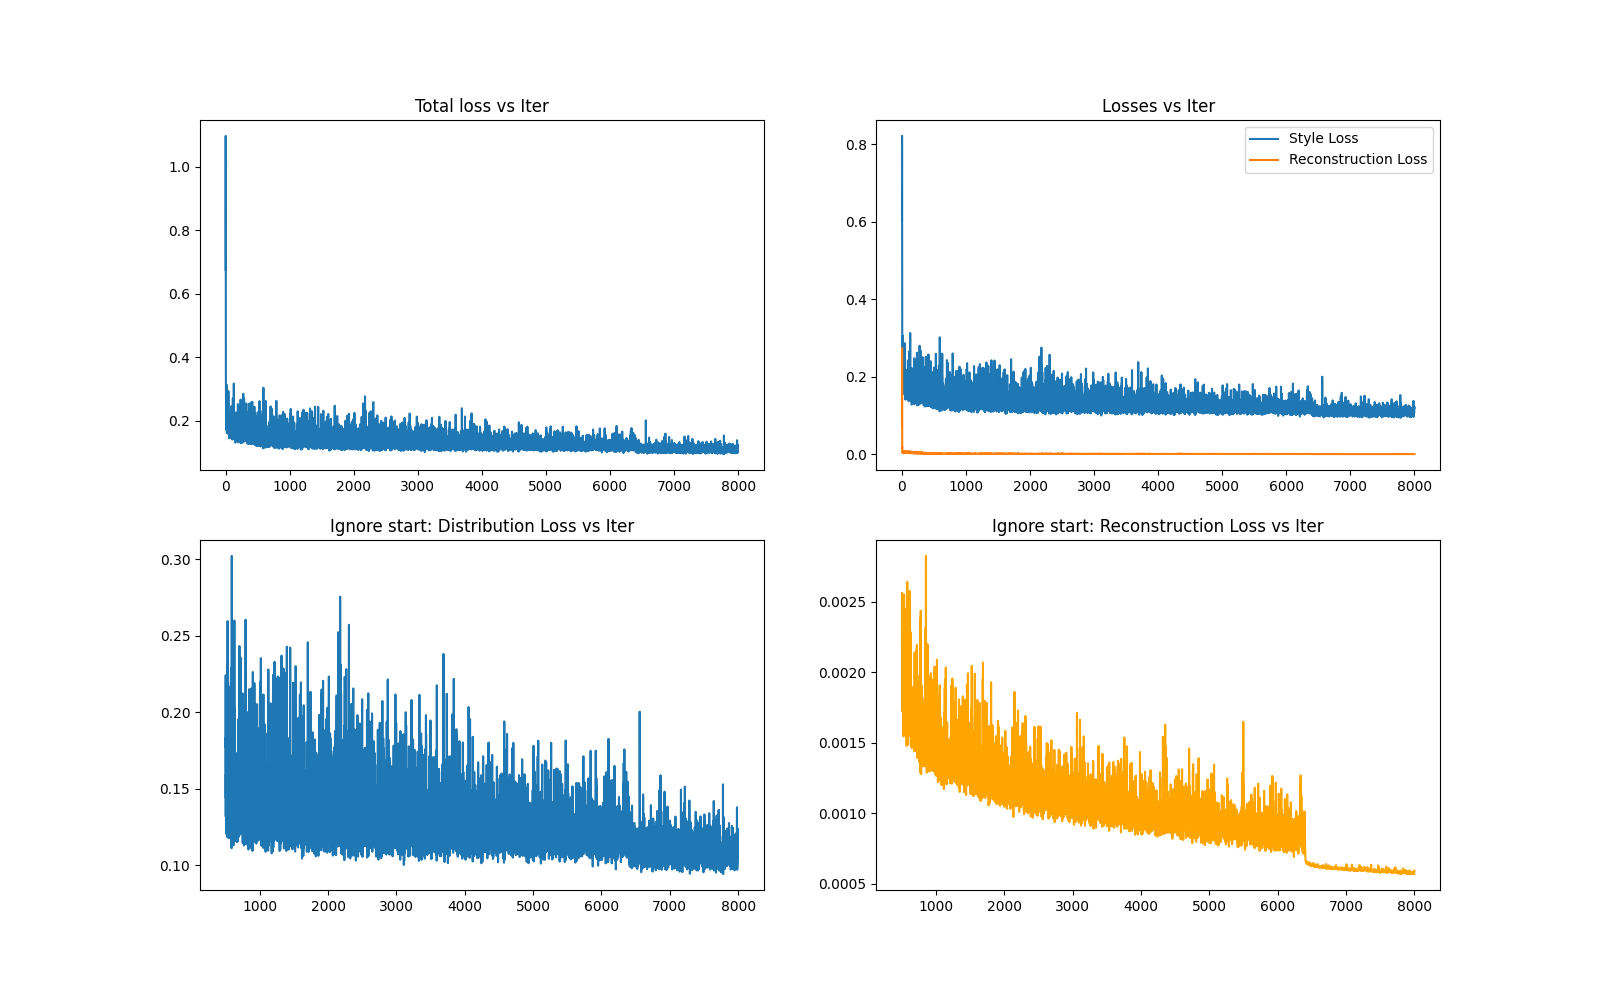 Total loss vs Iter
1.0
0.8
0.6
0.4
0.2
0 1000 2000 3000 4000 5000 6000 7000 8000
Losses vs Iter
Style Loss
Reconstruction Loss
0.8
0.6
0.4
0.2
0.0
0 1000 2000 3000 4000 5000 6000 7000 8000
Ignore start: Distribution Loss vs Iter
0.30
0.25
0.20
0.15
0.10
1000 2000 3000 4000 5000 6000 7000 8000
Ignore start: Reconstruction Loss vs Iter
0.0025
0.0020
0.0015
0.0010
0.0005
1000 2000 3000 4000 5000 6000 7000 8000